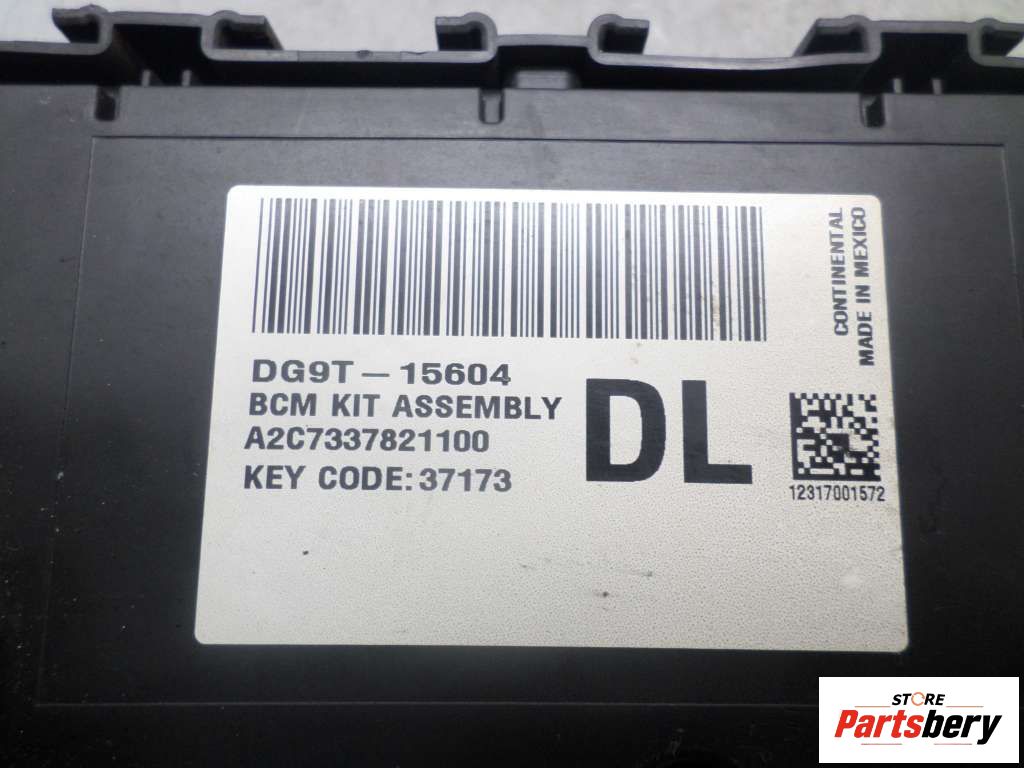 DG9T-15604
BCM KIT ASSEMBLY
A2C7337821100
KEY CODE: 37173
DL
CONTINENTAL
MADE IN MEXICO
12317001572
STORE
Partsbery